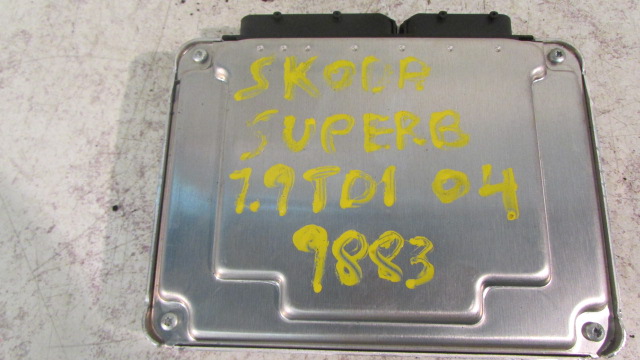 SKODA
SUPERB
1.9TDI 04
9883